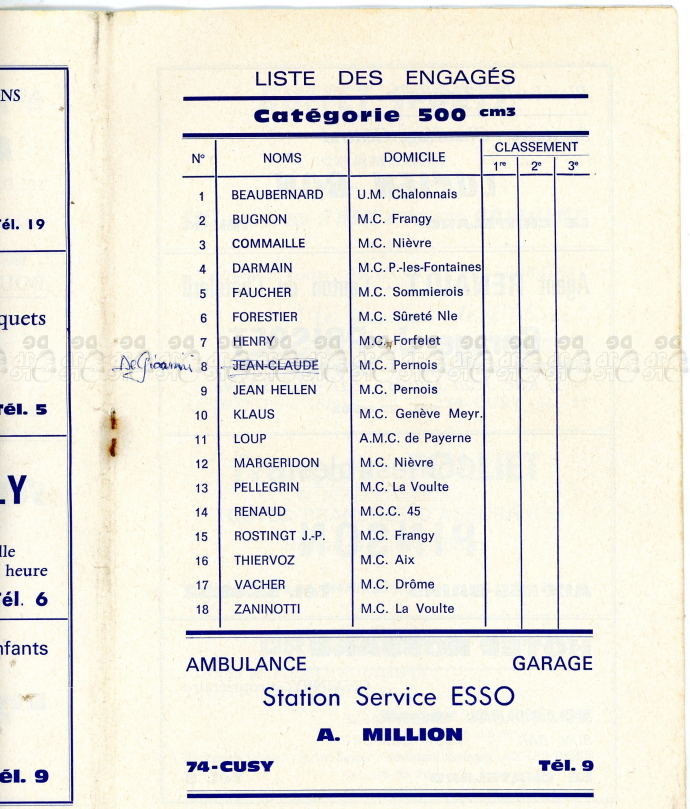 NS
él. 19
quets
Tél. 5
LY
lle
heure
él. 6
nfants
él. 9
LISTE DES ENGAGÉS
Catégorie 500 cm3
N° NOMS DOMICILE CLASSEMENT
1re 2e 3e
1 BEAUBERNARD U.M. Chalonnais
2 BUGNON M.C. Frangy
3 COMMAILLE M.C. Nièvre
4 DARMAIN M.C. P.-les-Fontaines
5 FAUCHER M.C. Sommierois
6 FORESTIER M.C. Sûreté Nle
7 HENRY M.C. Forfelet
De Giovanni 8 JEAN-CLAUDE M.C. Pernois
9 JEAN HELLEN M.C. Pernois
10 KLAUS M.C. Genève Meyr.
11 LOUP A.M.C. de Payerne
12 MARGERIDON M.C. Nièvre
13 PELLEGRIN M.C. La Voulte
14 RENAUD M.C.C. 45
15 ROSTINGT J.-P. M.C. Frangy
16 THIERVOZ M.C. Aix
17 VACHER M.C. Drôme
18 ZANINOTTI M.C. La Voulte
AMBULANCE GARAGE
Station Service ESSO
A. MILLION
74-CUSY Tél. 9